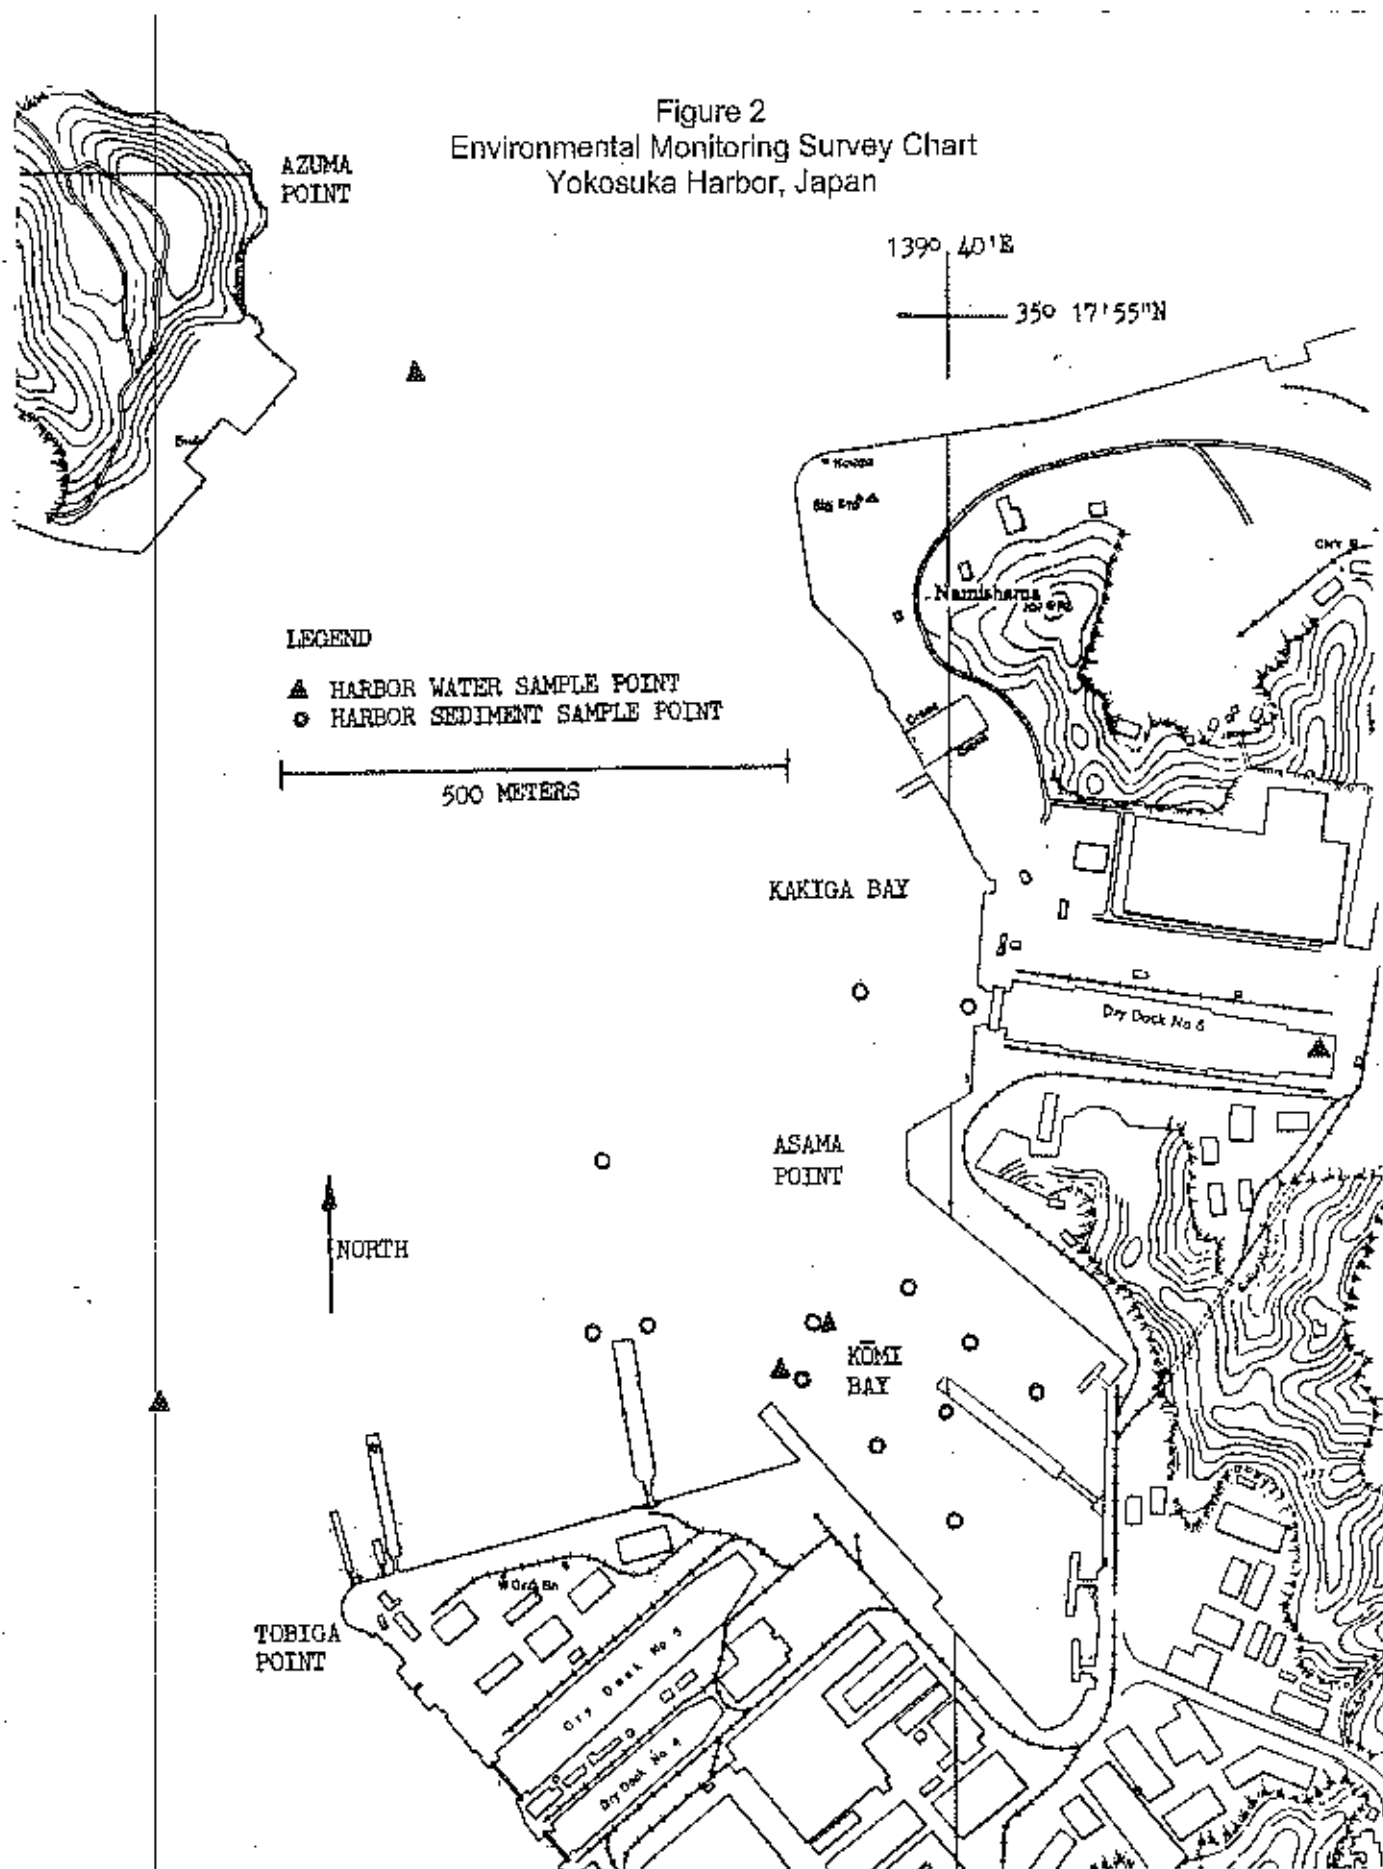 Figure 2
Environmental Monitoring Survey Chart
Yokosuka Harbor, Japan
AZUMA
POINT
139° 40'E
35° 17'55"N
LEGEND
HARBOR WATER SAMPLE POINT
HARBOR SEDIMENT SAMPLE POINT
500 METERS
KAKIGA BAY
Dry Dock No 6
ASAMA
POINT
NORTH
KŌMI
BAY
TOBIGA
POINT
Dry Dock No 5
Dry Dock No 4